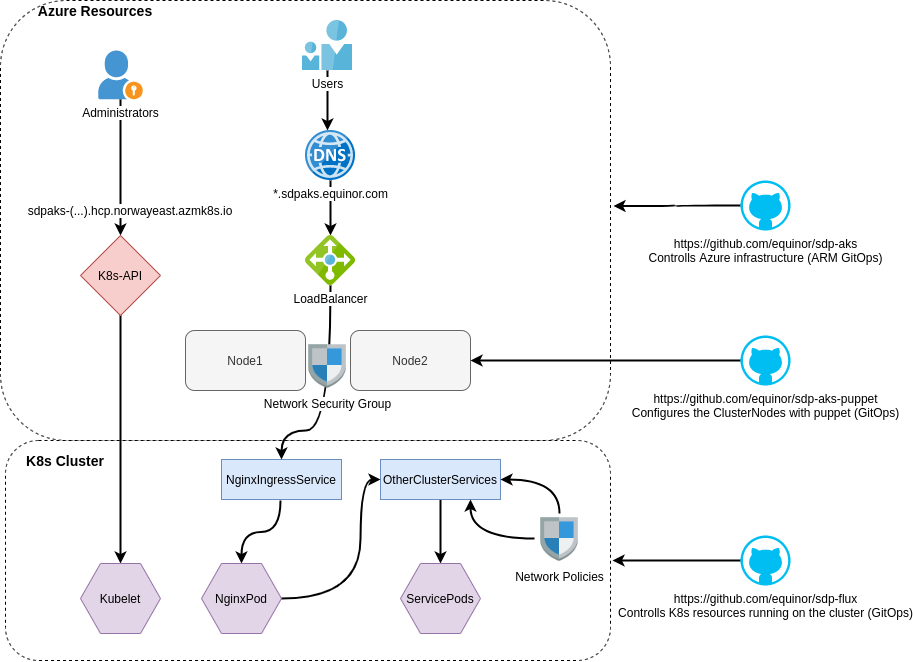 Azure Resources
Users
Administrators
DNS
*.sdpaks.equinor.com
sdpaks-(...).hcp.norwayeast.azmk8s.io
K8s-API
LoadBalancer
https://github.com/equinor/sdp-aks
Controlls Azure infrastructure (ARM GitOps)
Node1
Node2
Network Security Group
https://github.com/equinor/sdp-aks-puppet
Configures the ClusterNodes with puppet (GitOps)
K8s Cluster
NginxIngressService
OtherClusterServices
Network Policies
Kubelet
NginxPod
ServicePods
https://github.com/equinor/sdp-flux
Controlls K8s resources running on the cluster (GitOps)